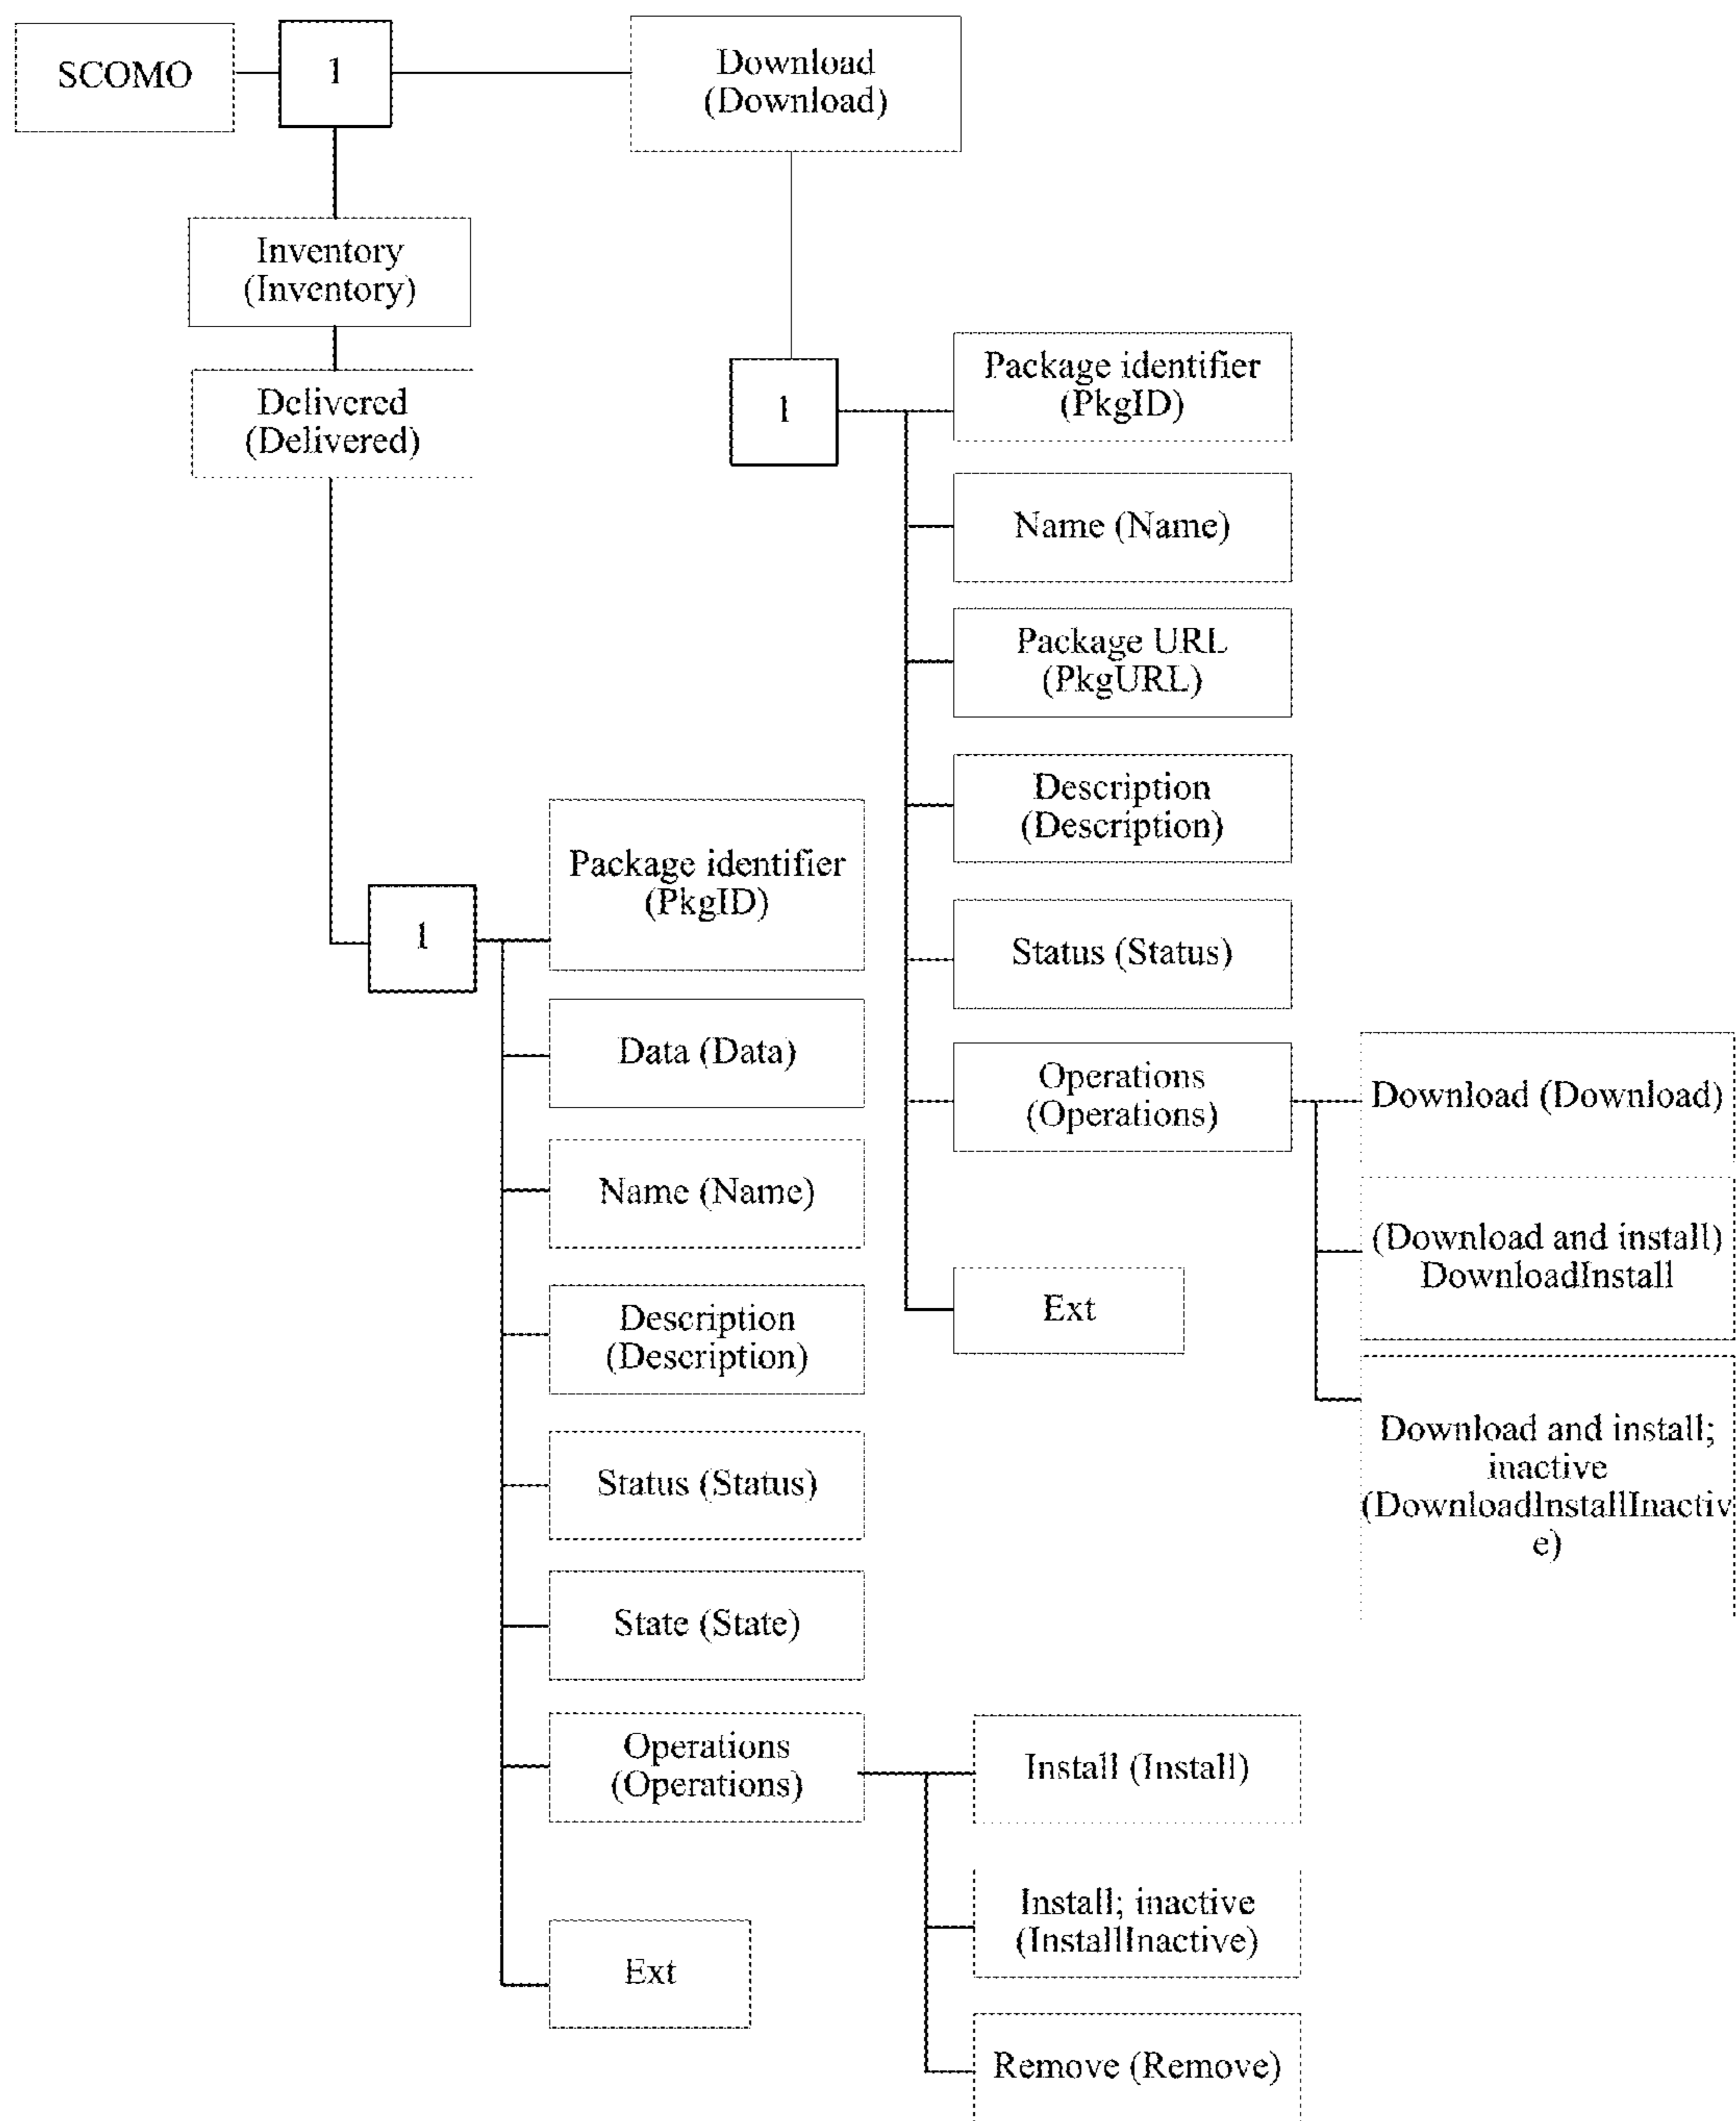 SCOMO
1
Download
(Download)
Inventory
(Inventory)
Delivered
(Delivered)
1
Package identifier
(PkgID)
Name (Name)
Package URL
(PkgURL)
Description
(Description)
Status (Status)
Operations
(Operations)
Download (Download)
(Download and install)
DownloadInstall
Download and install;
inactive
(DownloadInstallInactiv
e)
Ext
1
Package identifier
(PkgID)
Data (Data)
Name (Name)
Description
(Description)
Status (Status)
State (State)
Operations
(Operations)
Install (Install)
Install; inactive
(InstallInactive)
Remove (Remove)
Ext